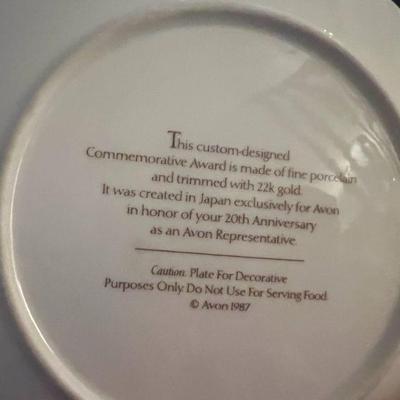 This custom-designed
Commemorative Award is made of fine porcelain
and trimmed with 22k gold.
It was created in Japan exclusively for Avon
in honor of your 20th Anniversary
as an Avon Representative.
Caution: Plate For Decorative
Purposes Only. Do Not Use For Serving Food.
© Avon 1987